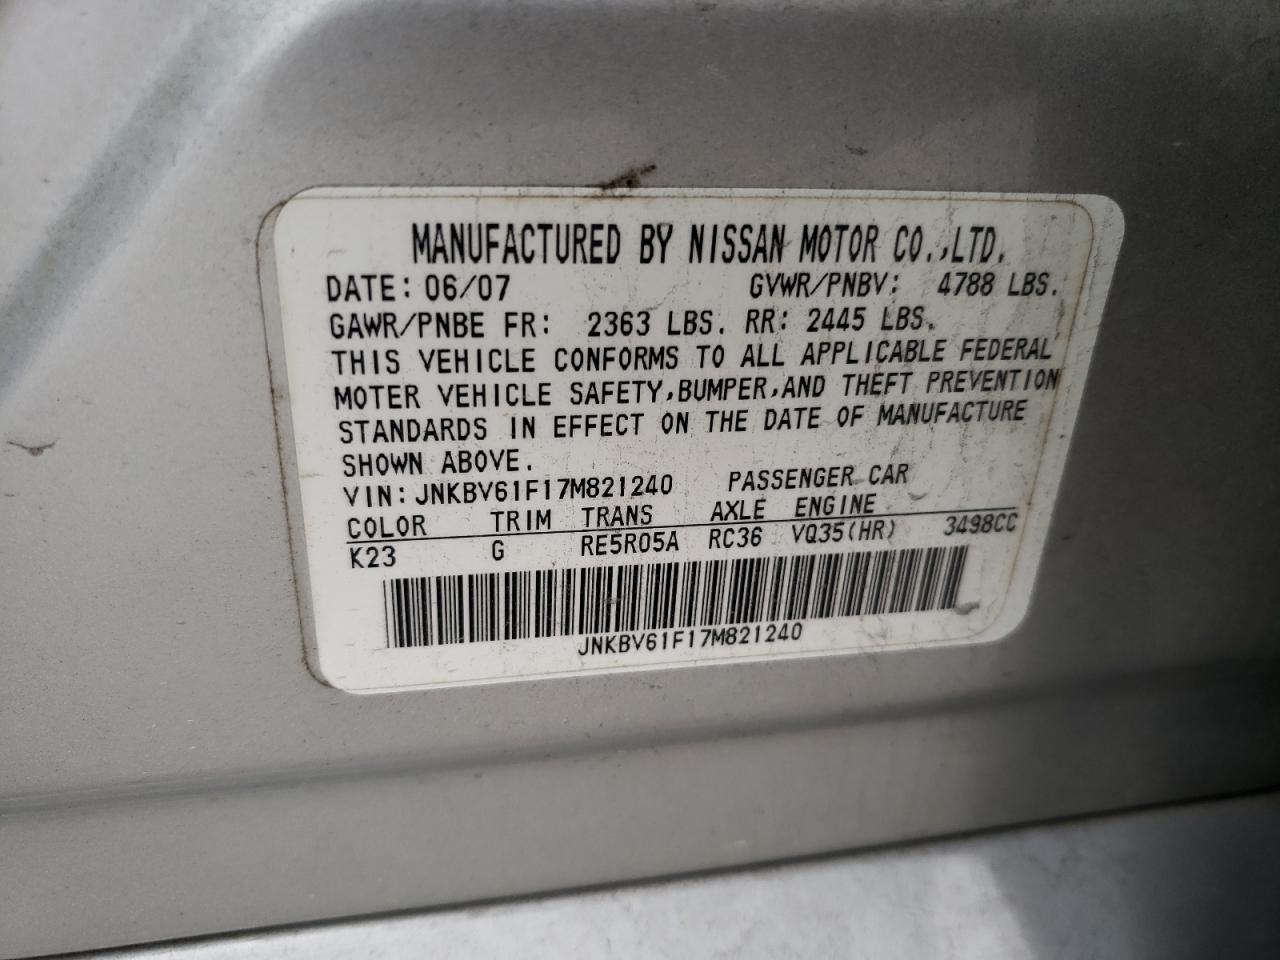 MANUFACTURED BY NISSAN MOTOR CO.,LTD.
DATE: 06/07 GVWR/PNBV: 4788 LBS.
GAWR/PNBE FR: 2363 LBS. RR: 2445 LBS.
THIS VEHICLE CONFORMS TO ALL APPLICABLE FEDERAL
MOTER VEHICLE SAFETY,BUMPER,AND THEFT PREVENTION
STANDARDS IN EFFECT ON THE DATE OF MANUFACTURE
SHOWN ABOVE.
VIN: JNKBV61F17M821240 PASSENGER CAR
COLOR TRIM TRANS AXLE ENGINE
K23 G RE5R05A RC36 VQ35(HR) 3498CC
JNKBV61F17M821240